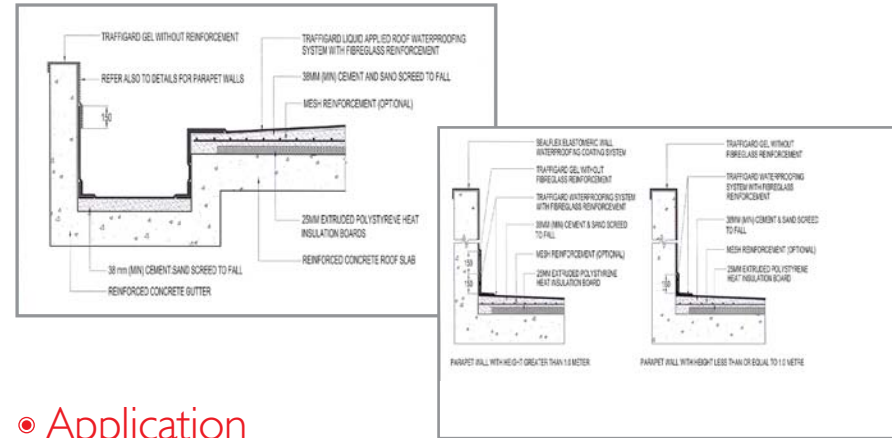 TRAFFIGARD GEL WITHOUT REINFORCEMENT
REFER ALSO TO DETAILS FOR PARAPET WALLS
150
TRAFFIGARD LIQUID APPLIED ROOF WATERPROOFING
SYSTEM WITH FIBREGLASS REINFORCEMENT
38MM (MIN) CEMENT AND SAND SCREED TO FALL
MESH REINFORCEMENT (OPTIONAL)
25MM EXTRUDED POLYSTYRENE HEAT
INSULATION BOARDS
REINFORCED CONCRETE ROOF SLAB
38 mm (MIN) CEMENT:SAND SCREED TO FALL
REINFORCED CONCRETE GUTTER
SEALFLEX ELASTOMERIC WALL
WATERPROOFING COATING SYSTEM
TRAFFIGARD GEL WITHOUT
FIBREGLASS REINFORCEMENT
TRAFFIGARD WATERPROOFING SYSTEM
WITH FIBREGLASS REINFORCEMENT
38MM (MIN) CEMENT & SAND SCREED
TO FALL
MESH REINFORCEMENT (OPTIONAL)
25MM EXTRUDED POLYSTYRENE
HEAT INSULATION BOARD
150
150
PARAPET WALL WITH HEIGHT GREATER THAN 1.0 METER
TRAFFIGARD GEL WITHOUT
FIBREGLASS REINFORCEMENT
TRAFFIGARD WATERPROOFING
SYSTEM WITH FIBREGLASS
REINFORCEMENT
38MM (MIN) CEMENT & SAND SCREED
TO FALL
MESH REINFORCEMENT (OPTIONAL)
25MM EXTRUDED POLYSTYRENE
HEAT INSULATION BOARD
150
PARAPET WALL WITH HEIGHT LESS THAN OR EQUAL TO 1.0 METRE
Application